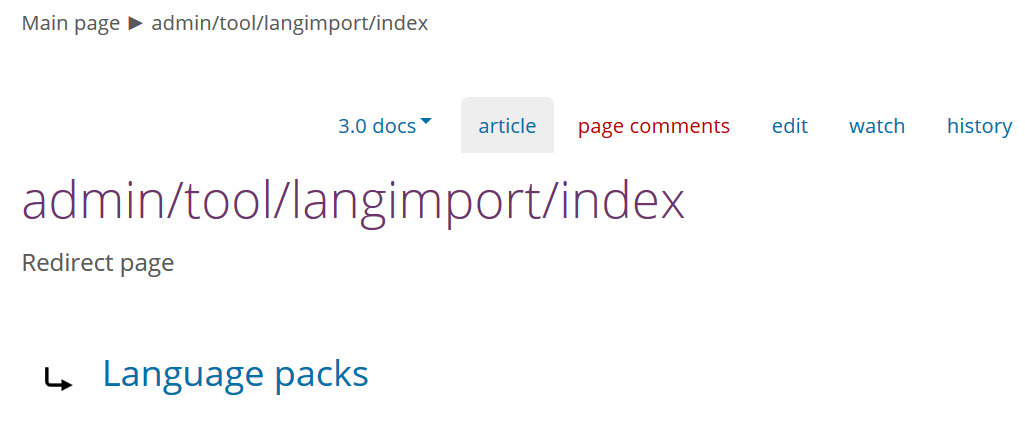 Main page ► admin/tool/langimport/index
3.0 docs article page comments edit watch history
admin/tool/langimport/index
Redirect page
Language packs